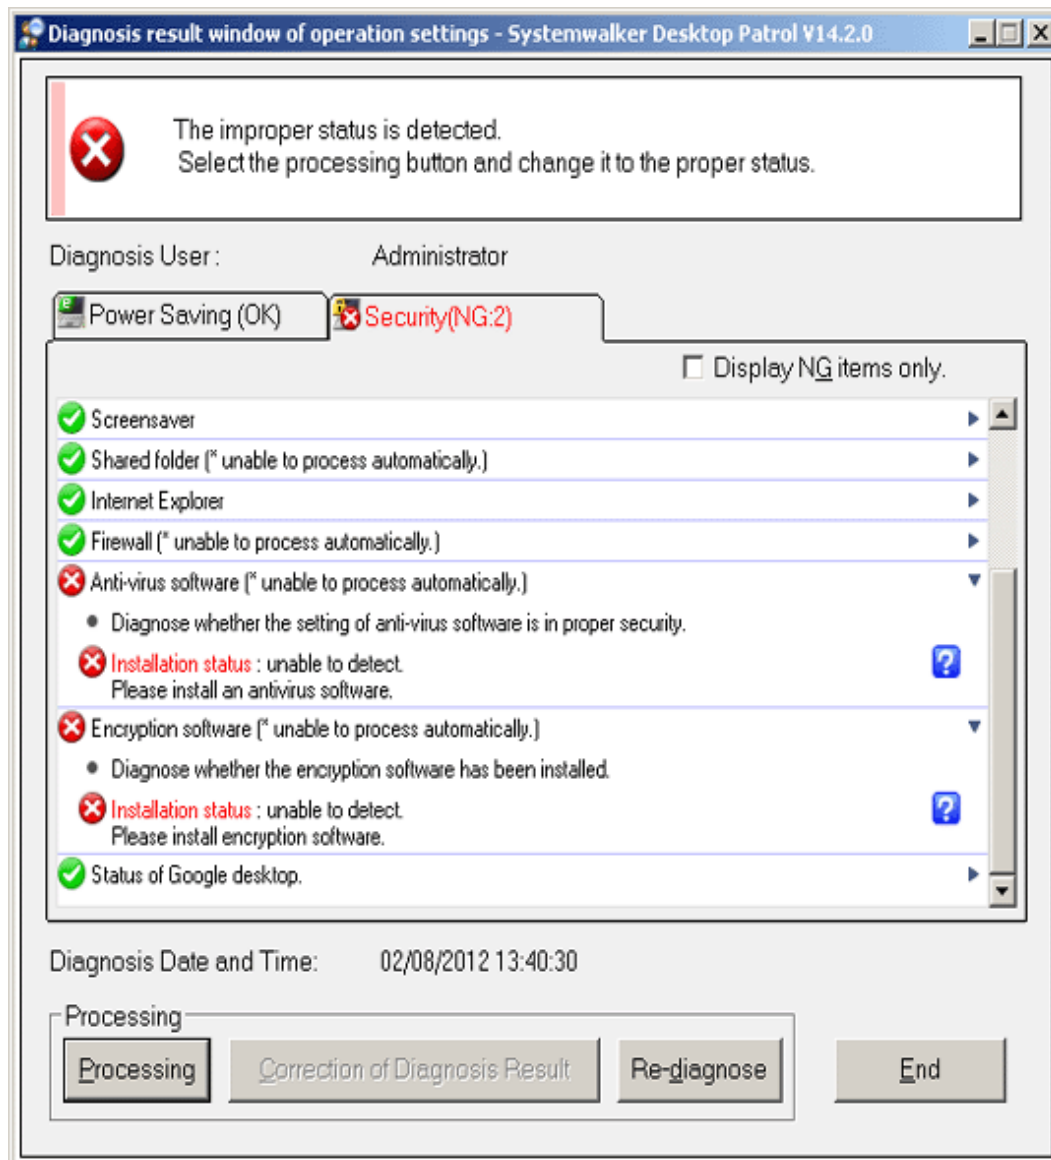 Diagnosis result window of operation settings - Systemwalker Desktop Patrol V14.2.0
The improper status is detected.
Select the processing button and change it to the proper status.
Diagnosis User : Administrator
Power Saving (OK) Security(NG:2)
Display NG items only.
Screensaver
Shared folder (* unable to process automatically.)
Internet Explorer
Firewall (* unable to process automatically.)
Anti-virus software (* unable to process automatically.)
• Diagnose whether the setting of anti-virus software is in proper security.
Installation status : unable to detect.
Please install an antivirus software.
Encryption software (* unable to process automatically.)
• Diagnose whether the encryption software has been installed.
Installation status : unable to detect.
Please install encryption software.
Status of Google desktop.
Diagnosis Date and Time: 02/08/2012 13:40:30
Processing
Processing Correction of Diagnosis Result Re-diagnose End